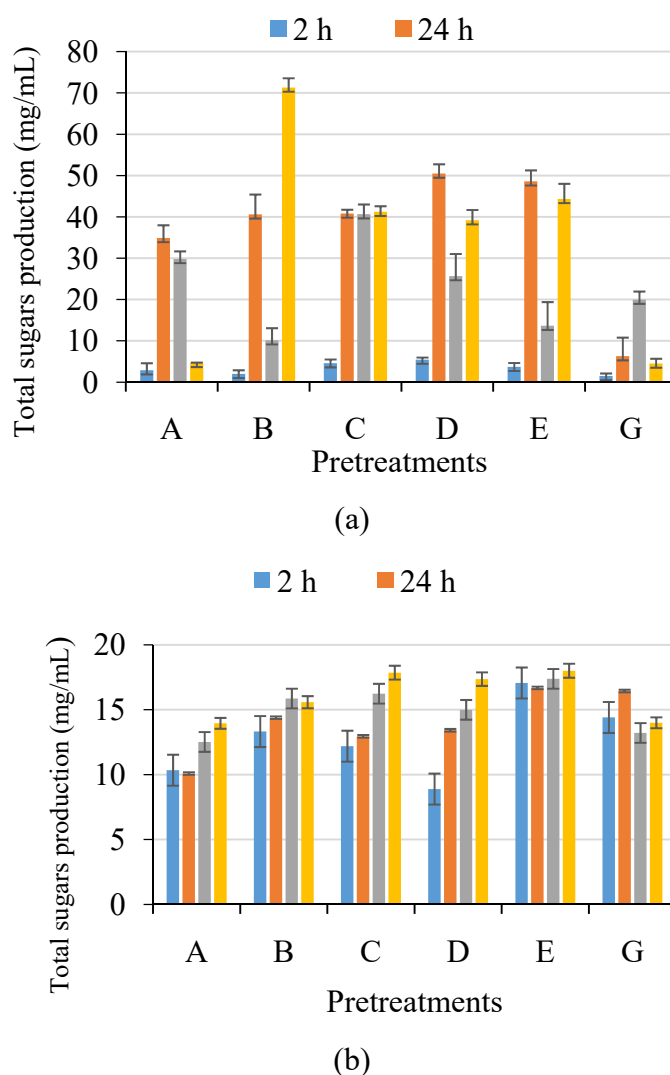 2 h 24 h
Total sugars production (mg/mL)
80
70
60
50
40
30
20
10
0
A B C D E G
Pretreatments
(a)
2 h 24 h
Total sugars production (mg/mL)
20
15
10
5
0
A B C D E G
Pretreatments
(b)